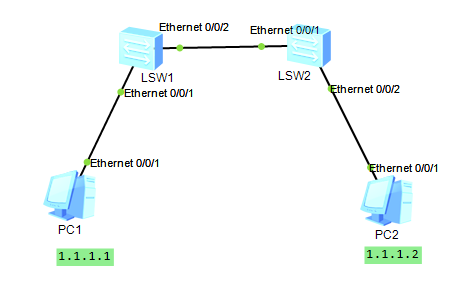 Ethernet 0/0/2
Ethernet 0/0/1
LSW1
LSW2
Ethernet 0/0/1
Ethernet 0/0/2
Ethernet 0/0/1
Ethernet 0/0/1
PC1
PC2
1.1.1.1
1.1.1.2